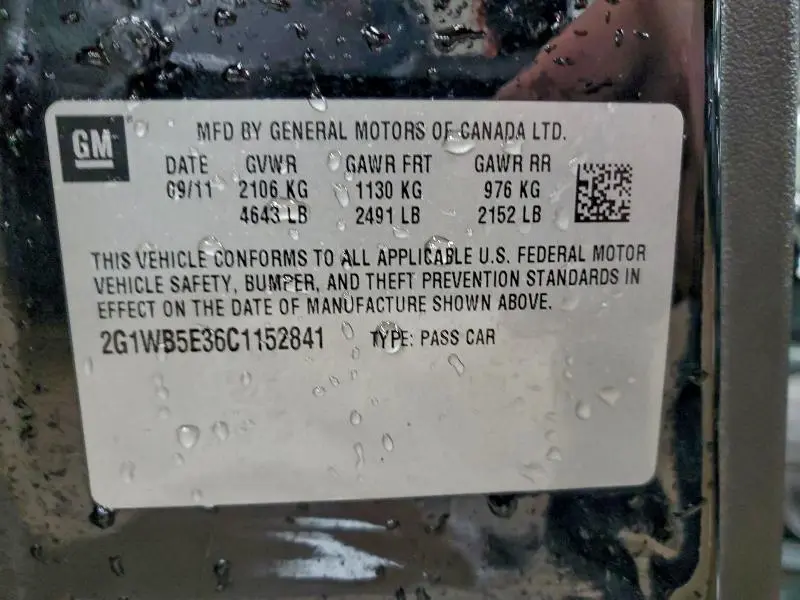 GM
MFD BY GENERAL MOTORS OF CANADA LTD.
DATE GVWR GAWR FRT GAWR RR
09/11 2106 KG 1130 KG 976 KG
4643 LB 2491 LB 2152 LB
THIS VEHICLE CONFORMS TO ALL APPLICABLE U.S. FEDERAL MOTOR
VEHICLE SAFETY, BUMPER, AND THEFT PREVENTION STANDARDS IN
EFFECT ON THE DATE OF MANUFACTURE SHOWN ABOVE.
2G1WB5E36C1152841 TYPE: PASS CAR